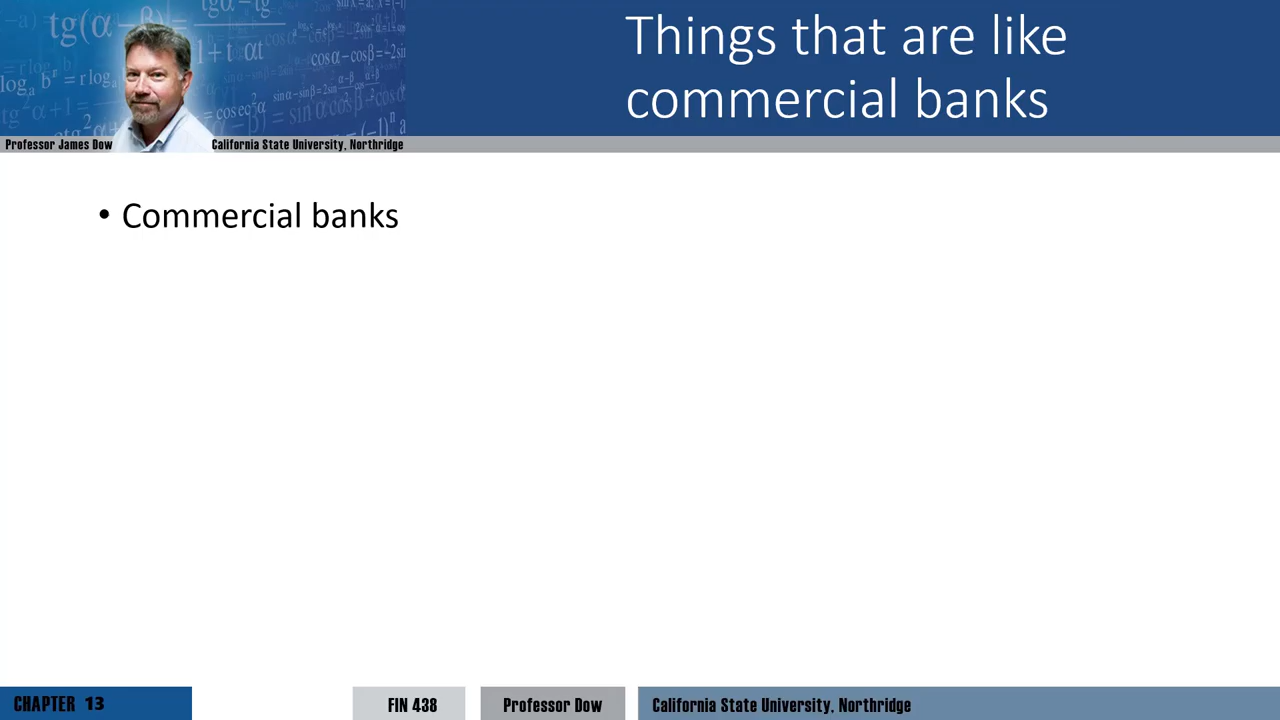 Things that are like
commercial banks
Professor James Dow
California State University, Northridge
• Commercial banks
CHAPTER 13
FIN 438
Professor Dow
California State University, Northridge